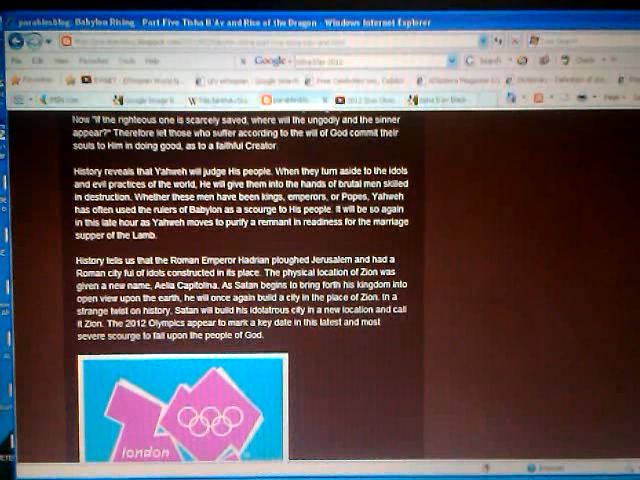 parablesblog: Babylon Rising - Part Five Tisha B'Av and Rise of the Dragon - Windows Internet Explorer
File Edit View Favorites Tools Help
Google Search
Favorites
Now "If the righteous one is scarcely saved, where will the ungodly and the sinner
appear?" Therefore let those who suffer according to the will of God commit their
souls to Him in doing good, as to a faithful Creator.
History reveals that Yahweh will judge His people. When they turn aside to the idols
and evil practices of the world, He will give them into the hands of brutal men skilled
in destruction. Whether these men have been kings, emperors, or Popes, Yahweh
has often used the rulers of Babylon as a scourge to His people. It will be so again
in this late hour as Yahweh moves to purify a remnant in readiness for the marriage
supper of the Lamb.
History tells us that the Roman Emperor Hadrian ploughed Jerusalem and had a
Roman city ful of idols constructed in its place. The physical location of Zion was
given a new name, Aelia Capitolina. As Satan begins to bring forth his kingdom into
open view upon the earth, he will once again build a city in the place of Zion. In a
strange twist on history, Satan will build his idolatrous city in a new location and call
it Zion. The 2012 Olympics appear to mark a key date in this latest and most
severe scourge to fall upon the people of God.
london